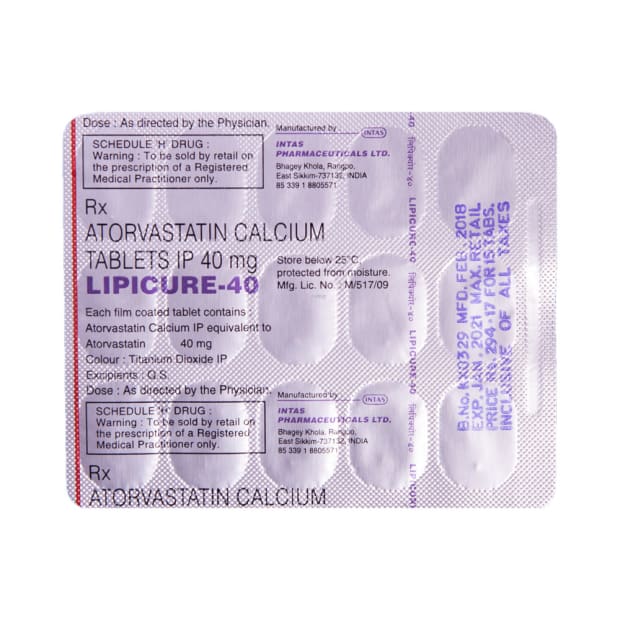 Dose : As directed by the Physician.
SCHEDULE 'H' DRUG :
Warning : To be sold by retail on
the prescription of a Registered
Medical Practitioner only.
Manufactured by
INTAS
INTAS
PHARMACEUTICALS LTD.
Bhagey Khola, Rangpo,
East Sikkim-737132, INDIA
85 339 1 8805571
Rx
ATORVASTATIN CALCIUM
TABLETS IP 40 mg
LIPICURE-40
Store below 25°C,
protected from moisture.
Mfg. Lic. No. : M/517/09
Each film coated tablet contains :
Atorvastatin Calcium IP equivalent to
Atorvastatin 40 mg
Colour : Titanium Dioxide IP
Excipients : Q.S.
Dose : As directed by the Physician.
SCHEDULE 'H' DRUG :
Warning : To be sold by retail on
the prescription of a Registered
Medical Practitioner only.
Manufactured by
INTAS
INTAS
PHARMACEUTICALS LTD.
Bhagey Khola, Rangpo,
East Sikkim-737132, INDIA
85 339 1 8805571
Rx
ATORVASTATIN CALCIUM
-40 LIPICURE-40 LIPICU
B.No. KX0329 MFD.FEB.2018
EXP.JAN.2021 MAX.RETAIL
PRICE RS.294.17 FOR 15 TABS.
INCLUSIVE OF ALL TAXES